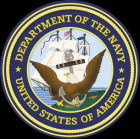 DEPARTMENT OF THE NAVY
UNITED STATES OF AMERICA